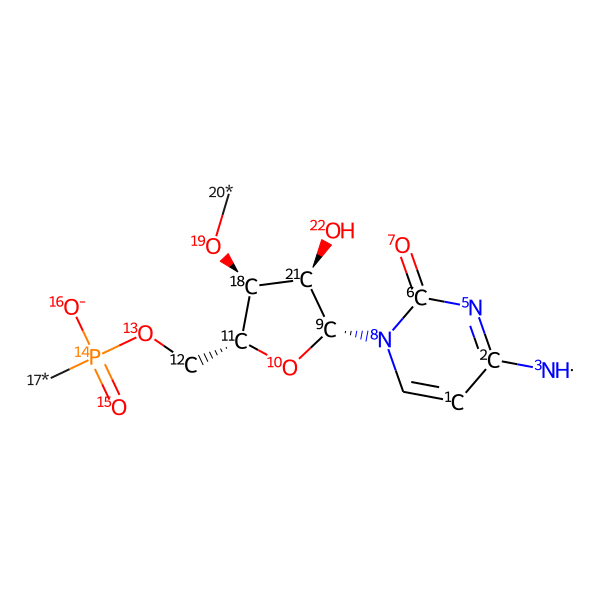 20*
22OH
19O
7O
18C
21C
6C
16O-
13O
5N
9C
8N
14P
11C
2C
12C
10O
3NH·
17*
15O
1C